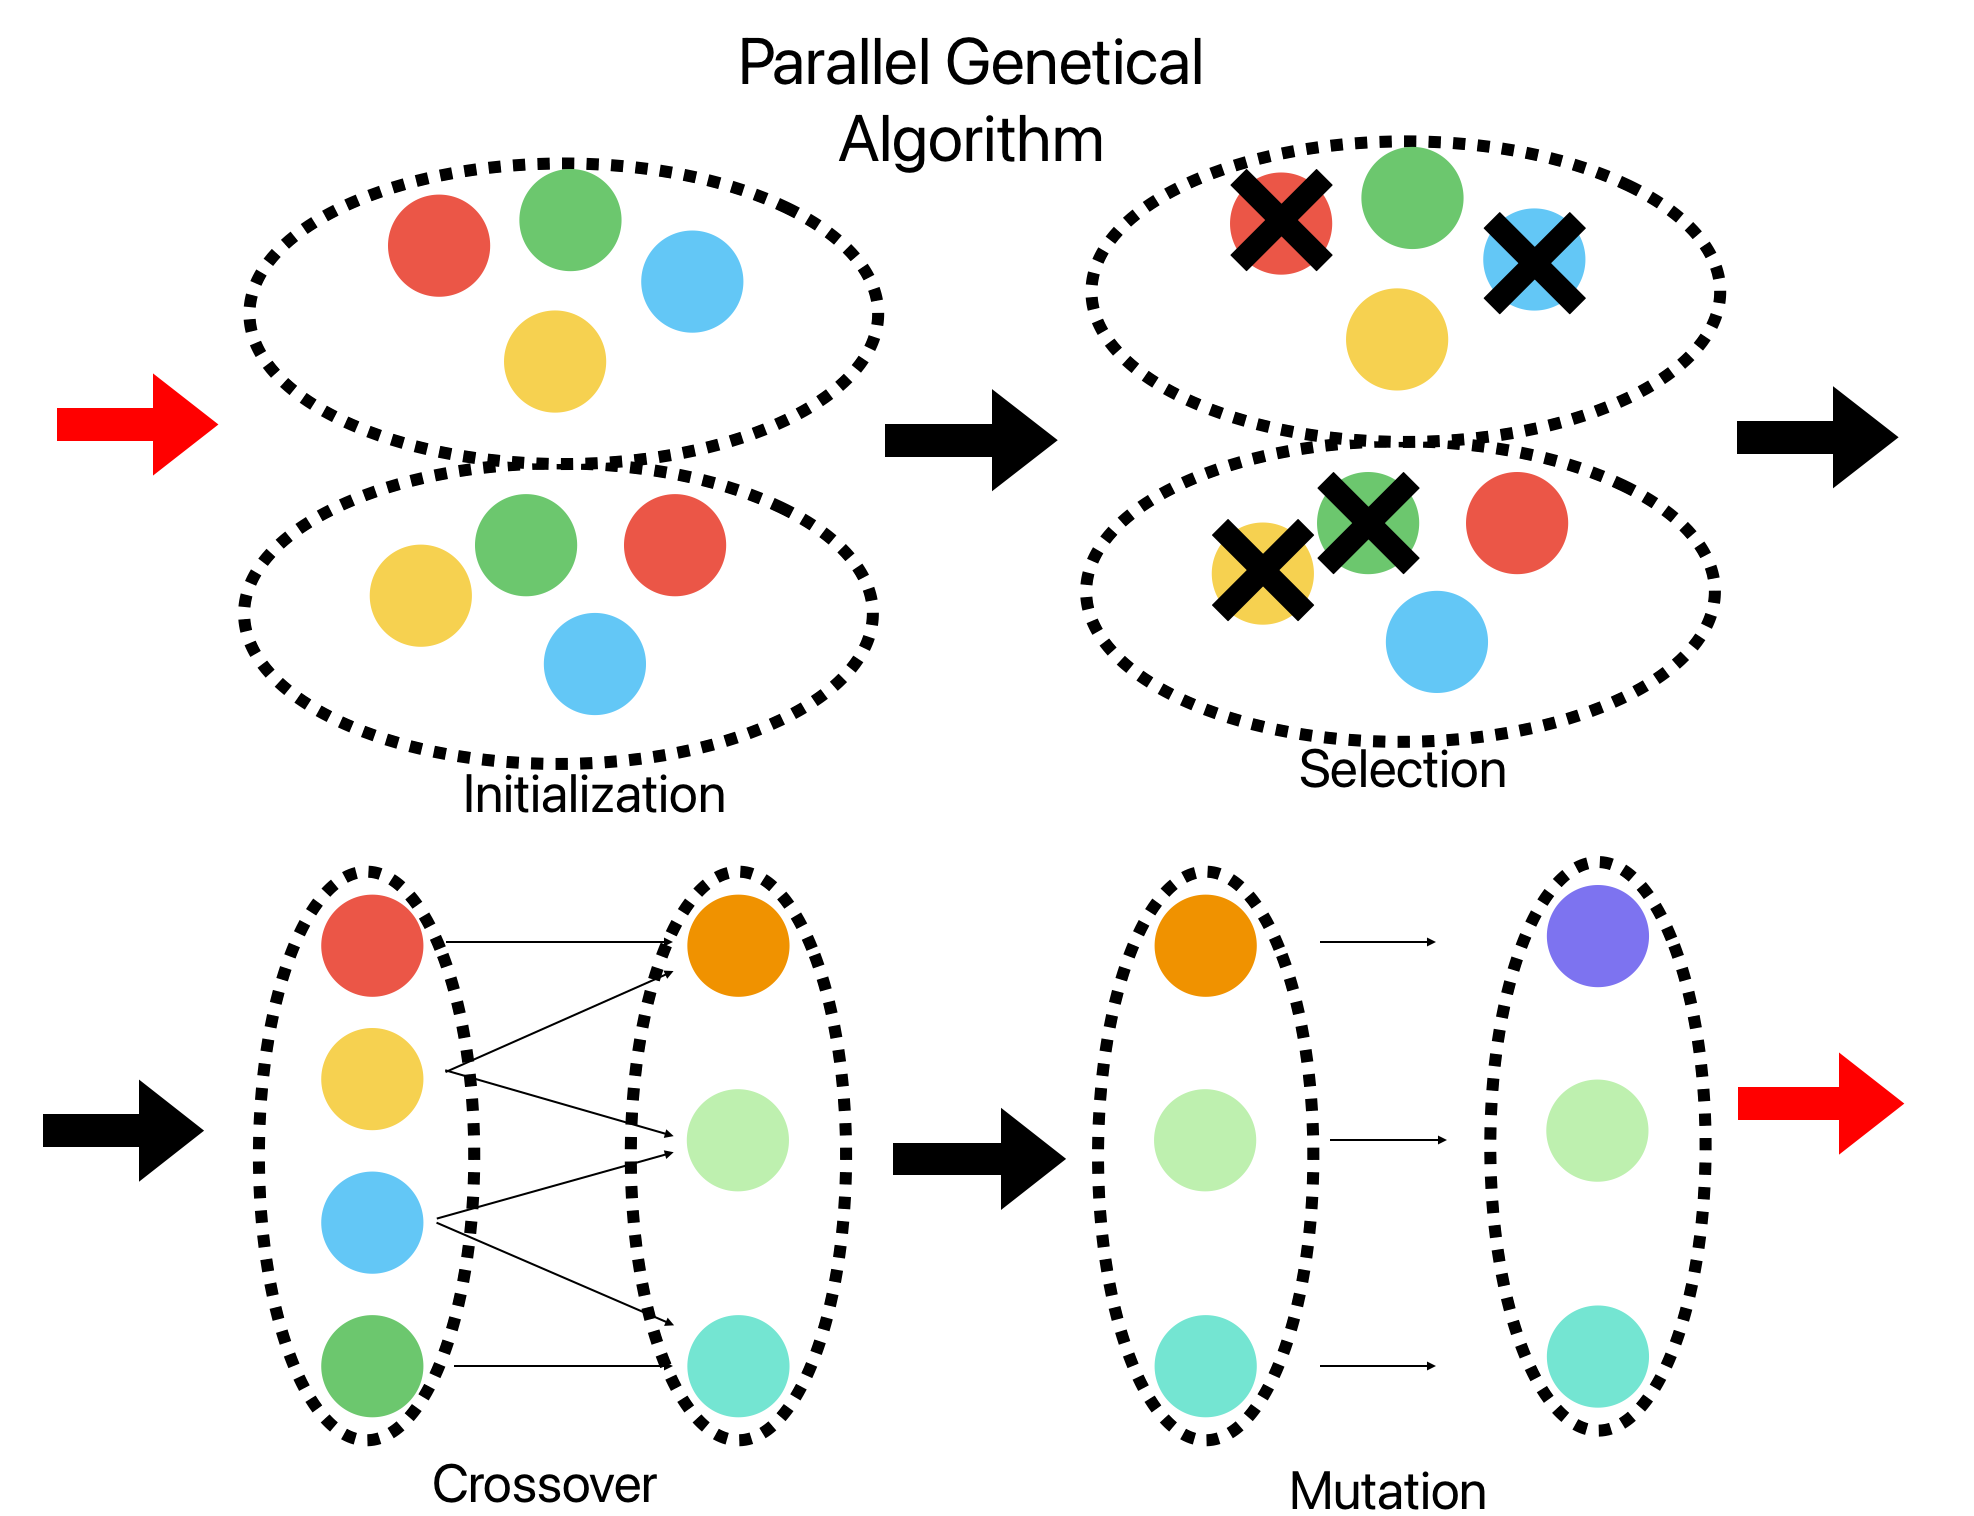 Parallel Genetical
Algorithm
Initialization
Selection
Crossover
Mutation